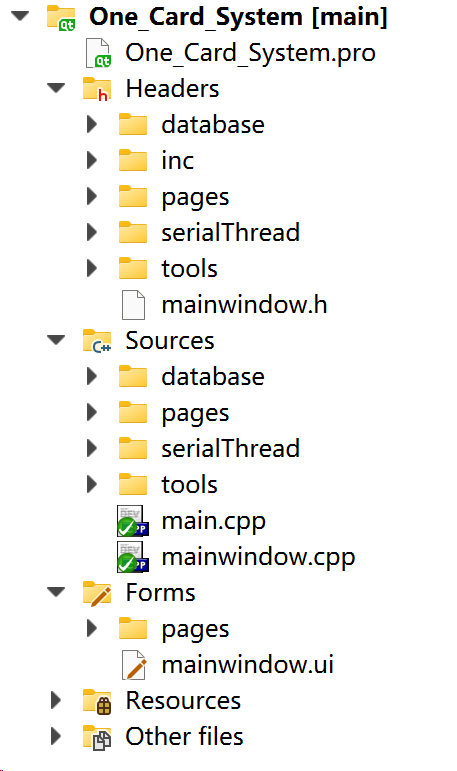 One_Card_System [main]
One_Card_System.pro
Headers
database
inc
pages
serialThread
tools
mainwindow.h
Sources
database
pages
serialThread
tools
main.cpp
mainwindow.cpp
Forms
pages
mainwindow.ui
Resources
Other files